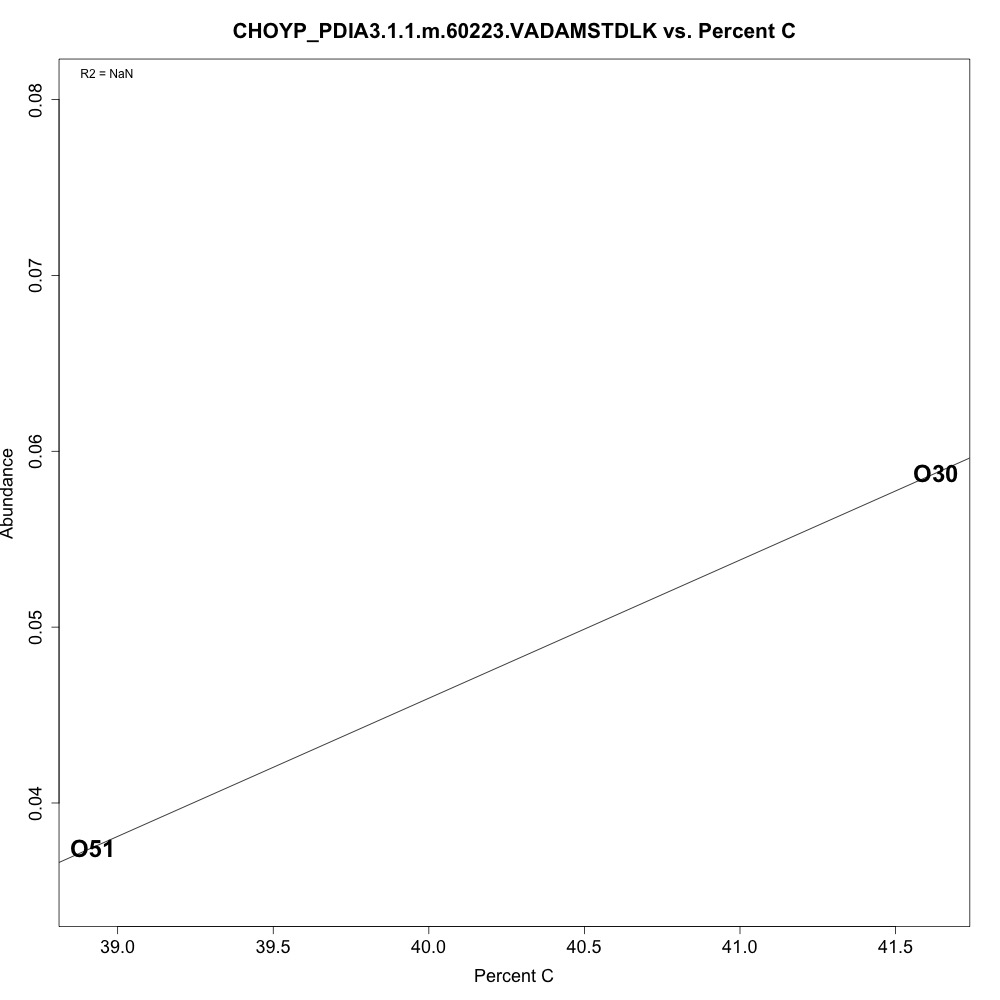 CHOYP_PDIA3.1.1.m.60223.VADAMSTDLK vs. Percent C
R2 = NaN
0.08
0.07
0.06
0.05
0.04
Abundance
O30
O51
39.0 39.5 40.0 40.5 41.0 41.5
Percent C